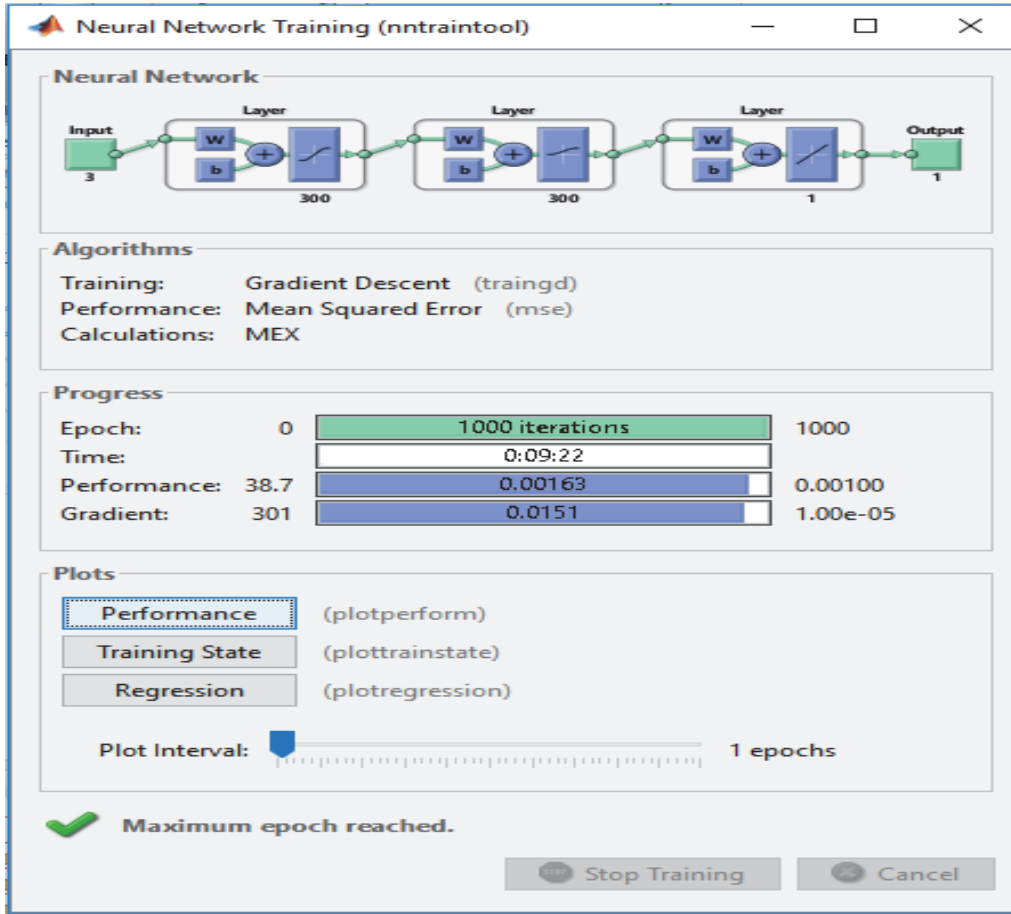 Neural Network Training (nntraintool)
Neural Network
Layer Layer Layer
Input Output
W W W
b b b
3 300 300 1 1
Algorithms
Training: Gradient Descent (traingd)
Performance: Mean Squared Error (mse)
Calculations: MEX
Progress
Epoch: 0 1000 iterations 1000
Time: 0:09:22
Performance: 38.7 0.00163 0.00100
Gradient: 301 0.0151 1.00e-05
Plots
Performance (plotperform)
Training State (plottrainstate)
Regression (plotregression)
Plot Interval: 1 epochs
Maximum epoch reached.
STOP Stop Training Cancel